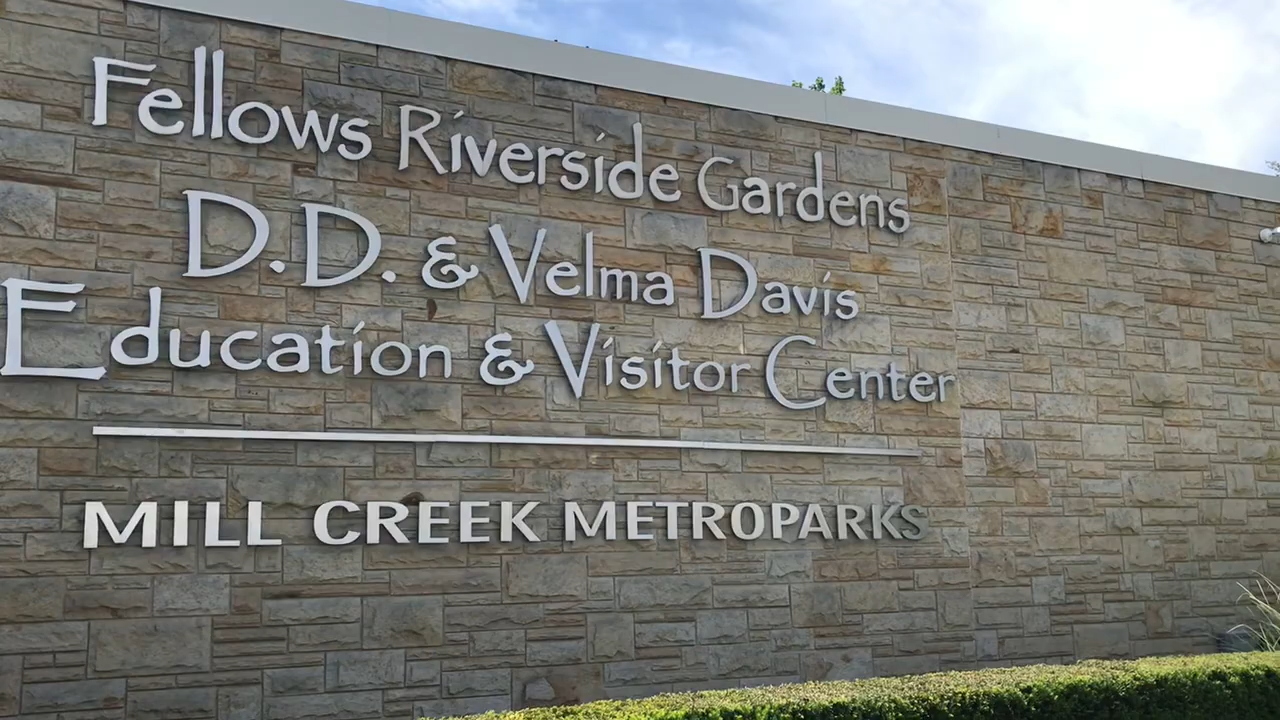 Fellows Riverside Gardens
D.D. & Velma Davis
Education & Visitor Center
MILL CREEK METROPARKS